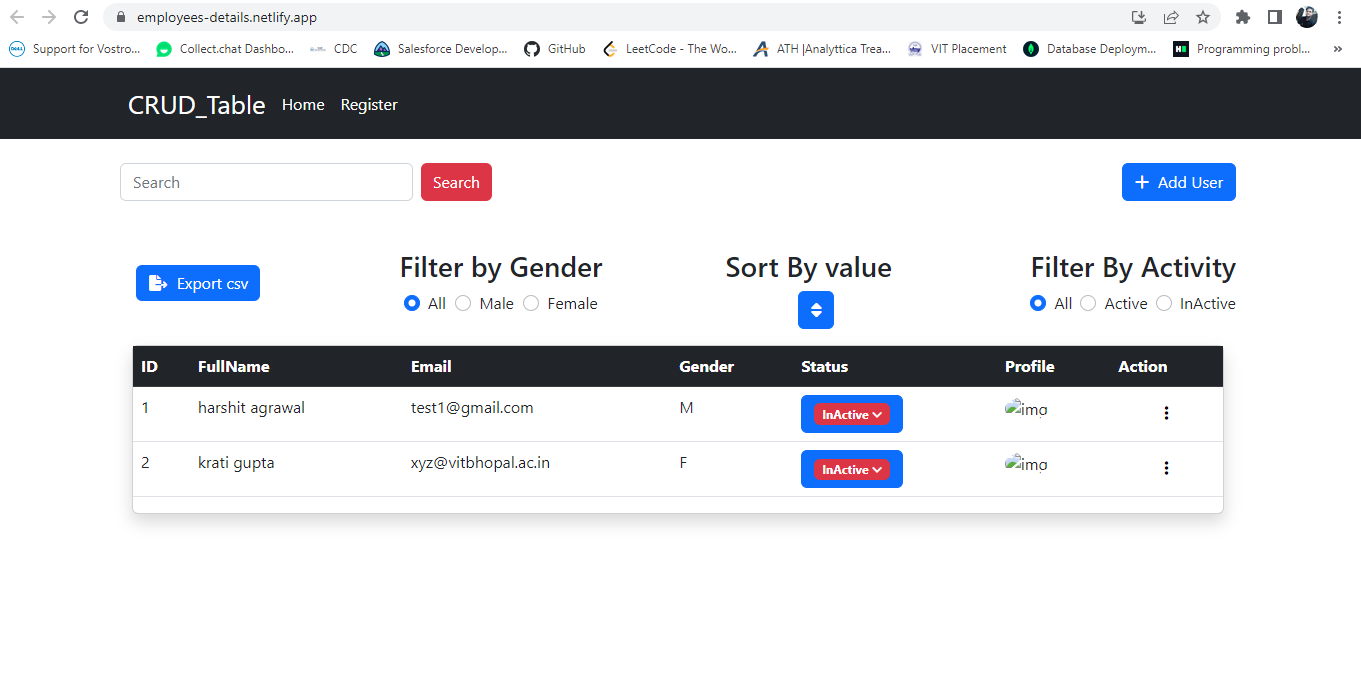 employees-details.netlify.app
Support for Vostro... Collect.chat Dashbo... CDC Salesforce Develop... GitHub LeetCode - The Wo... ATH |Analyttica Trea... VIT Placement Database Deploym... Programming probl... »
CRUD_Table Home Register
Search Search + Add User
Filter by Gender Sort By value Filter By Activity
Export csv
All Male Female All Active InActive
ID FullName Email Gender Status Profile Action
1 harshit agrawal test1@gmail.com M InActive img
2 krati gupta xyz@vitbhopal.ac.in F InActive img